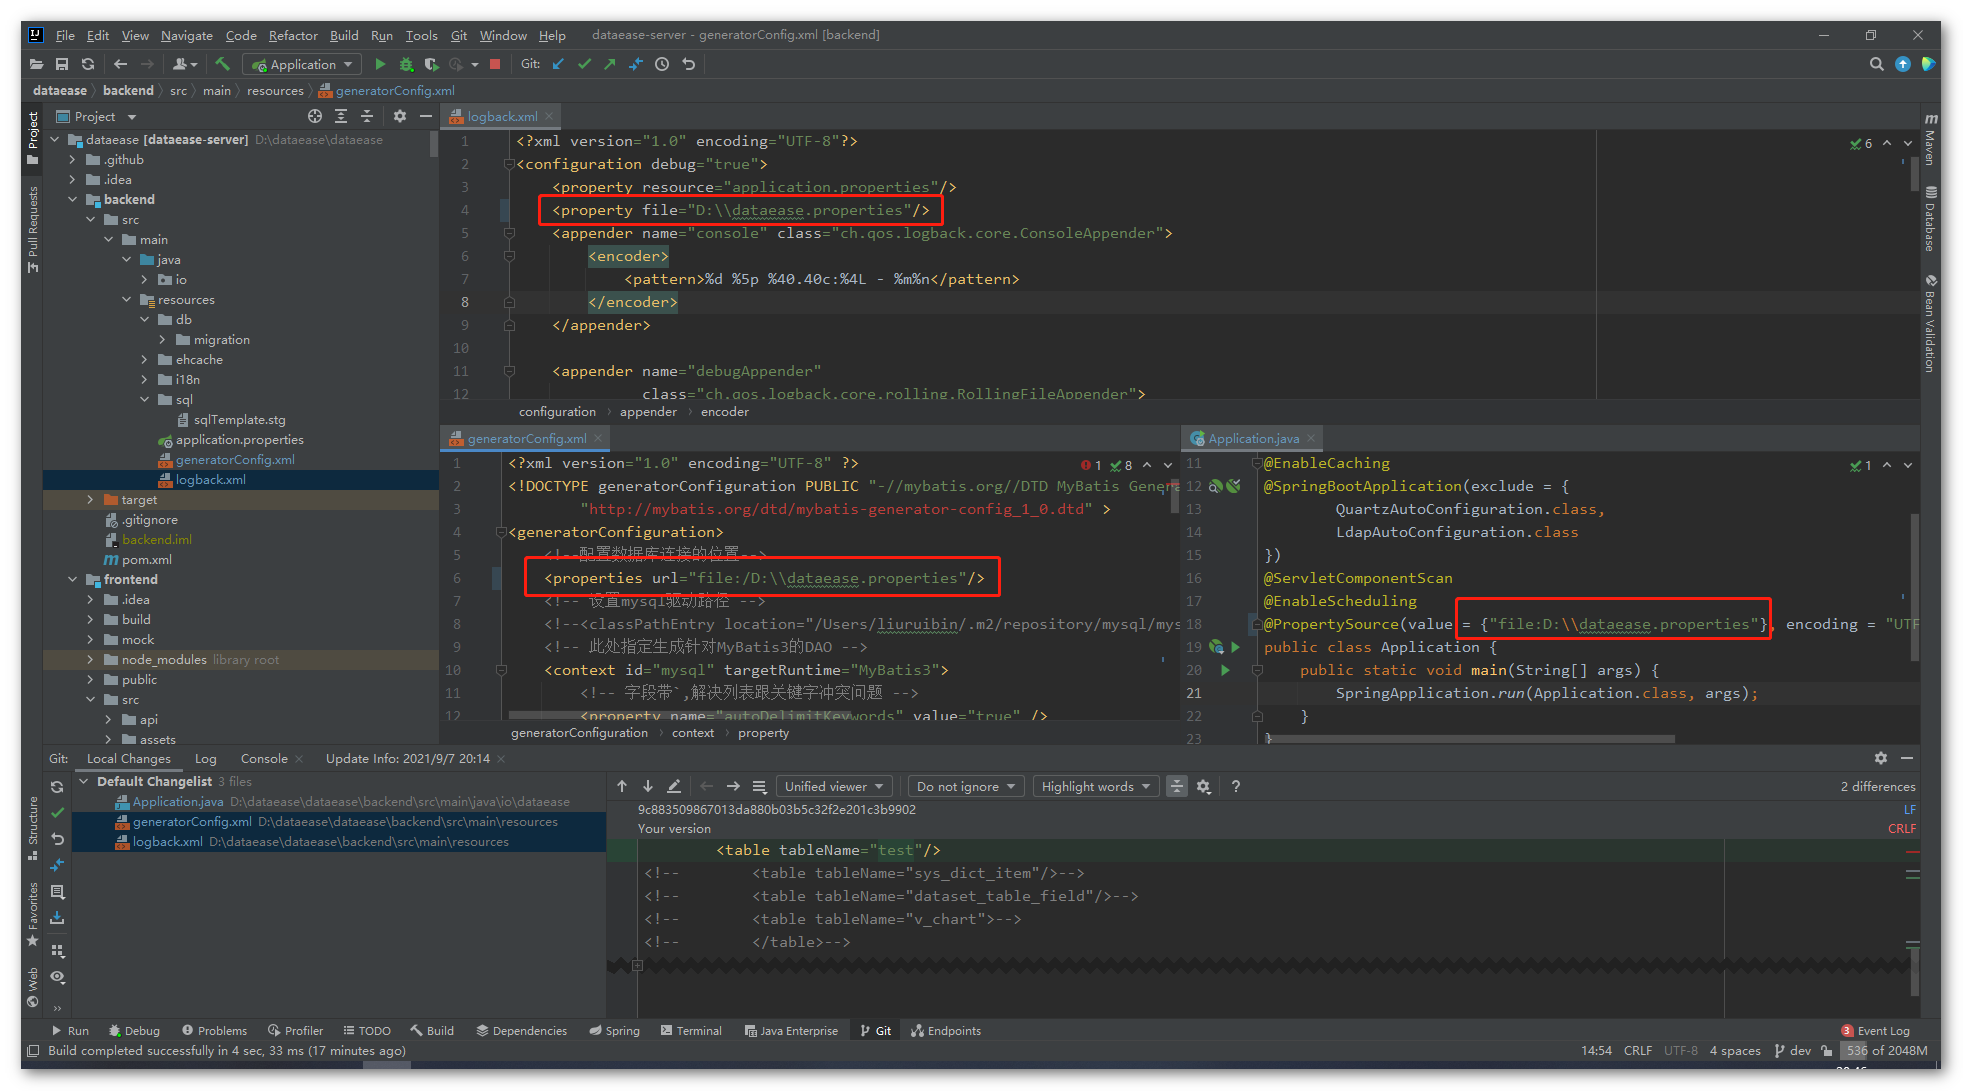 File Edit View Navigate Code Refactor Build Run Tools Git Window Help dataease-server - generatorConfig.xml [backend]
Application Git:
dataease backend src main resources generatorConfig.xml
Project
dataease [dataease-server] D:\dataease\dataease
.github
.idea
backend
src
main
java
io
resources
db
migration
ehcache
i18n
sql
sqlTemplate.stg
application.properties
generatorConfig.xml
logback.xml
target
.gitignore
backend.iml
pom.xml
frontend
.idea
build
mock
node_modules library root
public
src
api
assets
Project
Pull Requests
Structure
Favorites
Web
Maven
Database
Bean Validation
logback.xml
6
1 <?xml version="1.0" encoding="UTF-8"?>
2 <configuration debug="true">
3 <property resource="application.properties"/>
4 <property file="D:\\dataease.properties"/>
5 <appender name="console" class="ch.qos.logback.core.ConsoleAppender">
6 <encoder>
7 <pattern>%d %5p %40.40c:%4L - %m%n</pattern>
8 </encoder>
9 </appender>
10
11 <appender name="debugAppender"
12 class="ch.qos.logback.core.rolling.RollingFileAppender">
configuration appender encoder
generatorConfig.xml
1 8
1 <?xml version="1.0" encoding="UTF-8" ?>
2 <!DOCTYPE generatorConfiguration PUBLIC "-//mybatis.org//DTD MyBatis Genera
3 "http://mybatis.org/dtd/mybatis-generator-config_1_0.dtd" >
4 <generatorConfiguration>
5 <!--配置数据库连接的位置-->
6 <properties url="file:/D:\\dataease.properties"/>
7 <!-- 设置mysql驱动路径 -->
8 <!--<classPathEntry location="/Users/liuruibin/.m2/repository/mysql/mys
9 <!-- 此处指定生成针对MyBatis3的DAO -->
10 <context id="mysql" targetRuntime="MyBatis3">
11 <!-- 字段带`,解决列表跟关键字冲突问题 -->
12 <property name="autoDelimitKeywords" value="true" />
generatorConfiguration context property
Application.java
1
11 @EnableCaching
12 @SpringBootApplication(exclude = {
13 QuartzAutoConfiguration.class,
14 LdapAutoConfiguration.class
15 })
16 @ServletComponentScan
17 @EnableScheduling
18 @PropertySource(value = {"file:D:\\dataease.properties"}, encoding = "UTF
19 public class Application {
20 public static void main(String[] args) {
21 SpringApplication.run(Application.class, args);
22 }
23 }
Git: Local Changes Log Console Update Info: 2021/9/7 20:14
Default Changelist 3 files
Application.java D:\dataease\dataease\backend\src\main\java\io\dataease
generatorConfig.xml D:\dataease\dataease\backend\src\main\resources
logback.xml D:\dataease\dataease\backend\src\main\resources
Unified viewer Do not ignore Highlight words ? 2 differences
9c883509867013da880b03b5c32f2e201c3b9902 LF
Your version CRLF
<table tableName="test"/>
<!-- <table tableName="sys_dict_item"/>-->
<!-- <table tableName="dataset_table_field"/>-->
<!-- <table tableName="v_chart">-->
<!-- </table>-->
Run Debug Problems Profiler TODO Build Dependencies Spring Terminal Java Enterprise Git Endpoints 3 Event Log
Build completed successfully in 4 sec, 33 ms (17 minutes ago) 14:54 CRLF UTF-8 4 spaces dev 536 of 2048M